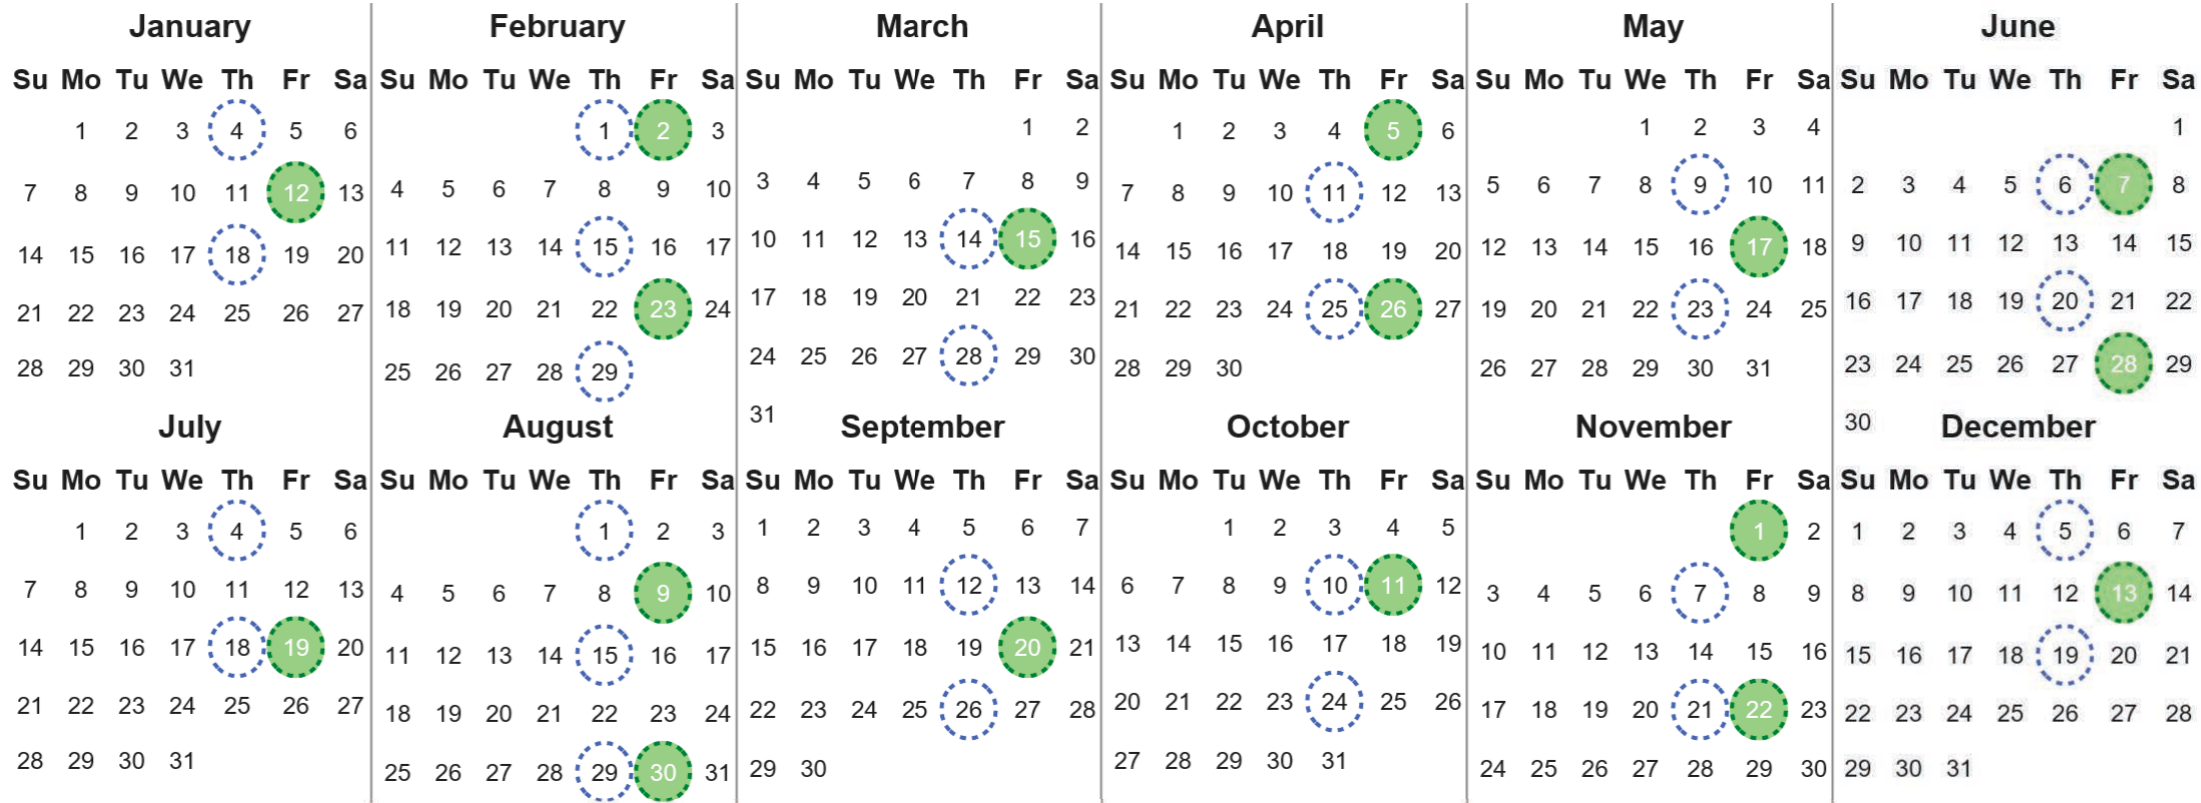 January
Su Mo Tu We Th Fr Sa
1 2 3 4 5 6
7 8 9 10 11 12 13
14 15 16 17 18 19 20
21 22 23 24 25 26 27
28 29 30 31
February
Su Mo Tu We Th Fr Sa
1 2 3
4 5 6 7 8 9 10
11 12 13 14 15 16 17
18 19 20 21 22 23 24
25 26 27 28 29
March
Su Mo Tu We Th Fr Sa
1 2
3 4 5 6 7 8 9
10 11 12 13 14 15 16
17 18 19 20 21 22 23
24 25 26 27 28 29 30
31
April
Su Mo Tu We Th Fr Sa
1 2 3 4 5 6
7 8 9 10 11 12 13
14 15 16 17 18 19 20
21 22 23 24 25 26 27
28 29 30
May
Su Mo Tu We Th Fr Sa
1 2 3 4
5 6 7 8 9 10 11
12 13 14 15 16 17 18
19 20 21 22 23 24 25
26 27 28 29 30 31
June
Su Mo Tu We Th Fr Sa
1
2 3 4 5 6 7 8
9 10 11 12 13 14 15
16 17 18 19 20 21 22
23 24 25 26 27 28 29
30
July
Su Mo Tu We Th Fr Sa
1 2 3 4 5 6
7 8 9 10 11 12 13
14 15 16 17 18 19 20
21 22 23 24 25 26 27
28 29 30 31
August
Su Mo Tu We Th Fr Sa
1 2 3
4 5 6 7 8 9 10
11 12 13 14 15 16 17
18 19 20 21 22 23 24
25 26 27 28 29 30 31
September
Su Mo Tu We Th Fr Sa
1 2 3 4 5 6 7
8 9 10 11 12 13 14
15 16 17 18 19 20 21
22 23 24 25 26 27 28
29 30
October
Su Mo Tu We Th Fr Sa
1 2 3 4 5
6 7 8 9 10 11 12
13 14 15 16 17 18 19
20 21 22 23 24 25 26
27 28 29 30 31
November
Su Mo Tu We Th Fr Sa
1 2
3 4 5 6 7 8 9
10 11 12 13 14 15 16
17 18 19 20 21 22 23
24 25 26 27 28 29 30
December
Su Mo Tu We Th Fr Sa
1 2 3 4 5 6 7
8 9 10 11 12 13 14
15 16 17 18 19 20 21
22 23 24 25 26 27 28
29 30 31